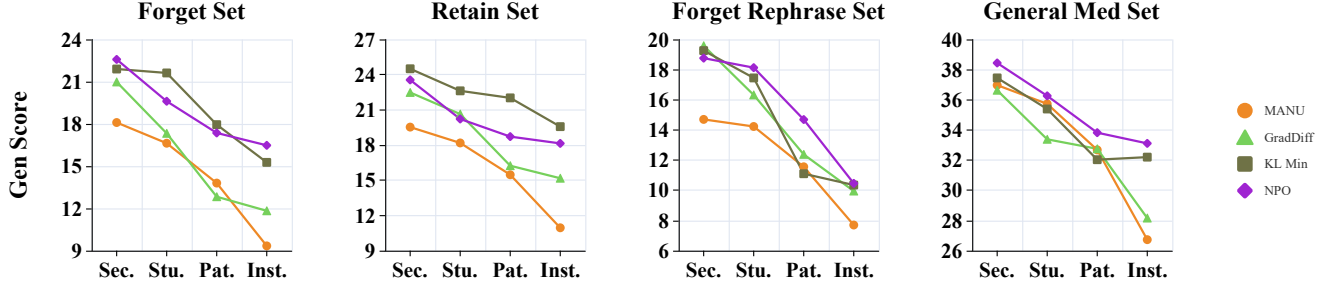 Forget Set
Retain Set
Forget Rephrase Set
General Med Set
Gen Score
24
21
18
15
12
9
Sec. Stu. Pat. Inst.
27
24
21
18
15
12
9
Sec. Stu. Pat. Inst.
20
18
16
14
12
10
8
6
Sec. Stu. Pat. Inst.
40
38
36
34
32
30
28
26
Sec. Stu. Pat. Inst.
MANU
GradDiff
KL Min
NPO